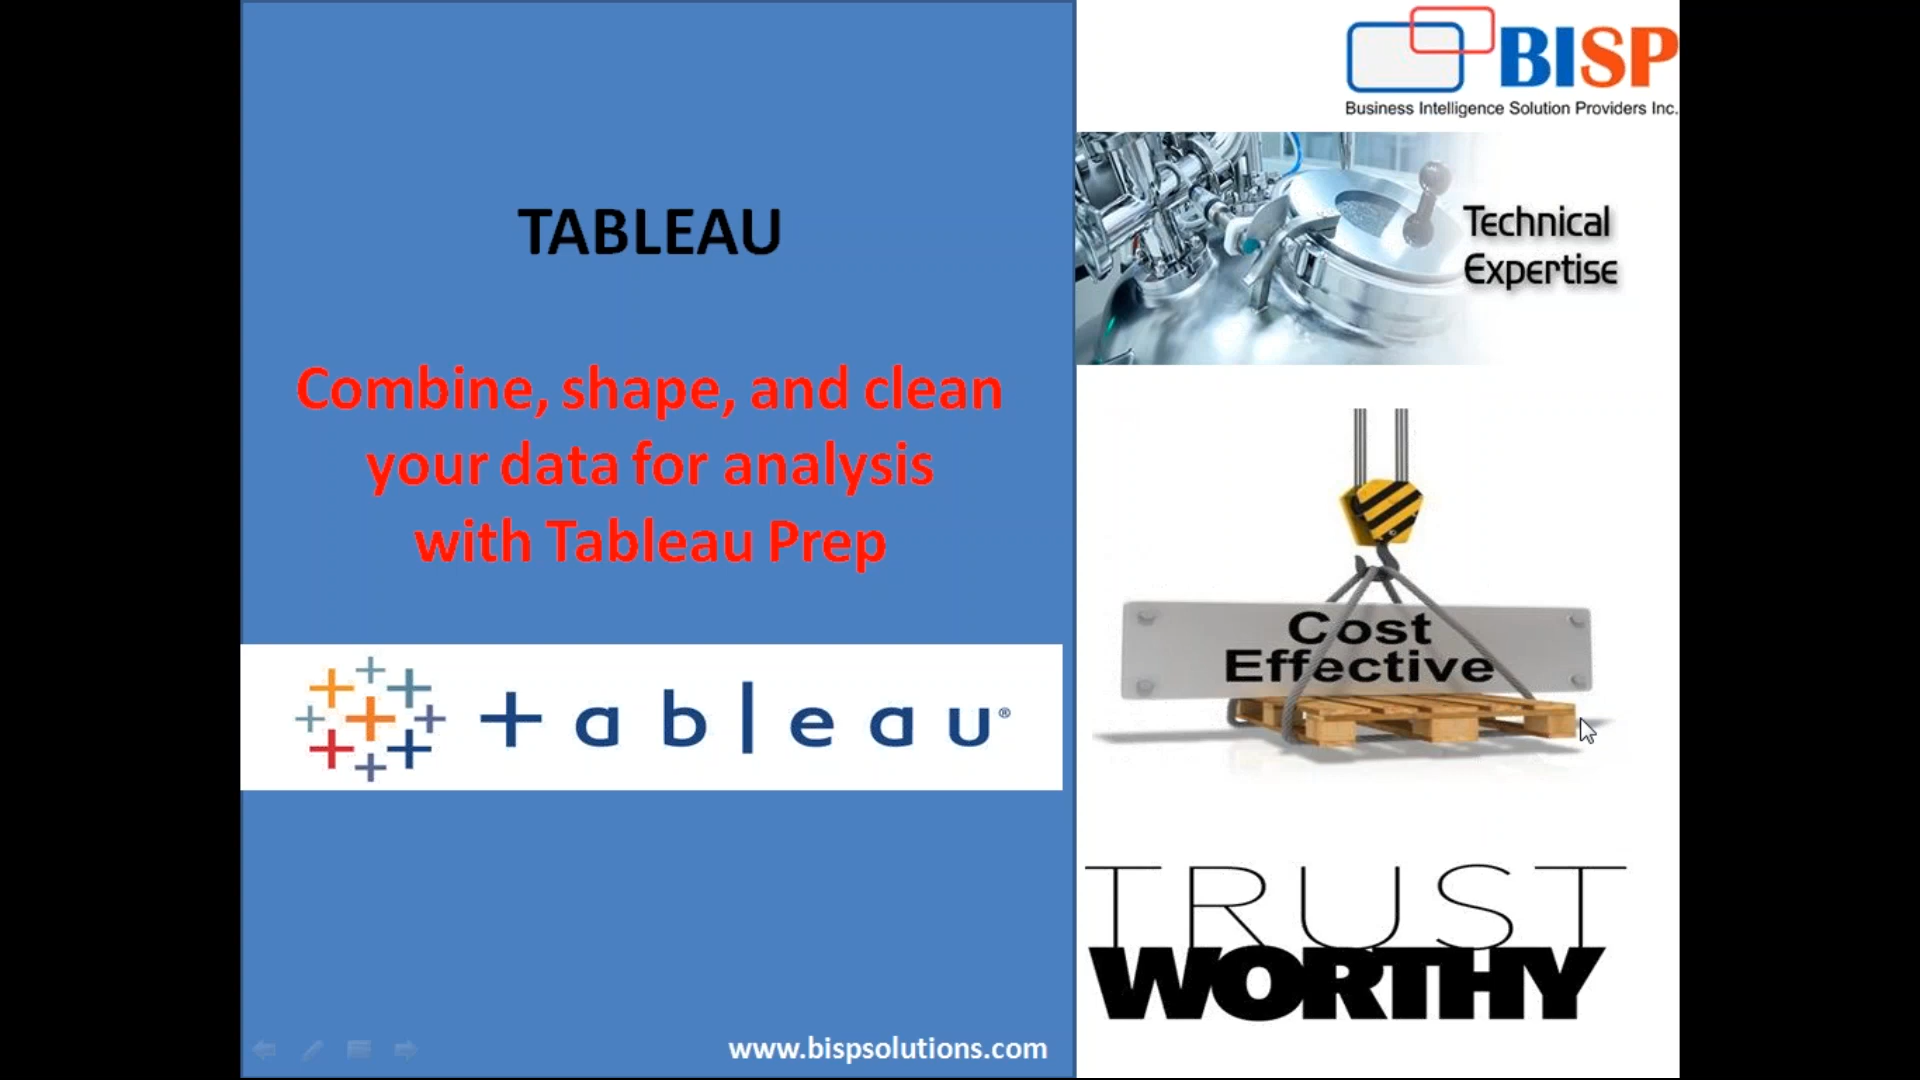 TABLEAU
Combine, shape, and clean
your data for analysis
with Tableau Prep
+ableau®
www.bispsolutions.com
BISP
Business Intelligence Solution Providers Inc.
Technical
Expertise
Cost
Effective
TRUST
WORTHY